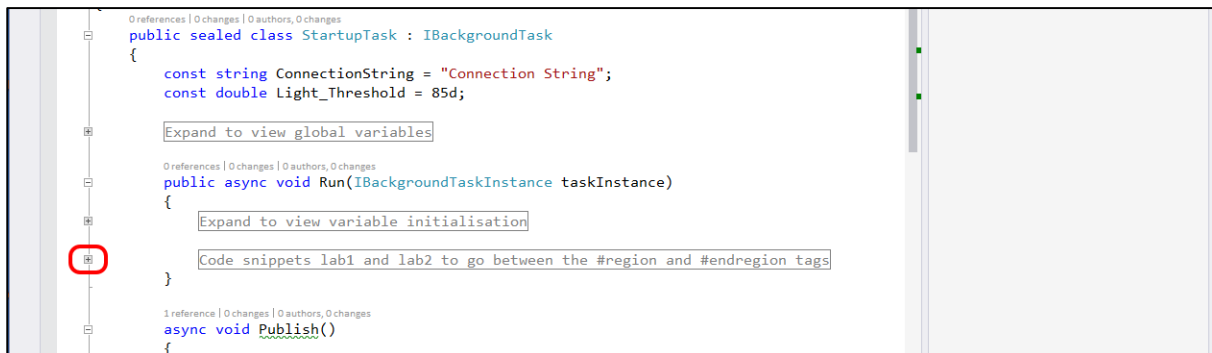 0 references | 0 changes | 0 authors, 0 changes
public sealed class StartupTask : IBackgroundTask
{
const string ConnectionString = "Connection String";
const double Light_Threshold = 85d;
Expand to view global variables
0 references | 0 changes | 0 authors, 0 changes
public async void Run(IBackgroundTaskInstance taskInstance)
{
Expand to view variable initialisation
Code snippets lab1 and lab2 to go between the #region and #endregion tags
}
1 reference | 0 changes | 0 authors, 0 changes
async void Publish()
{